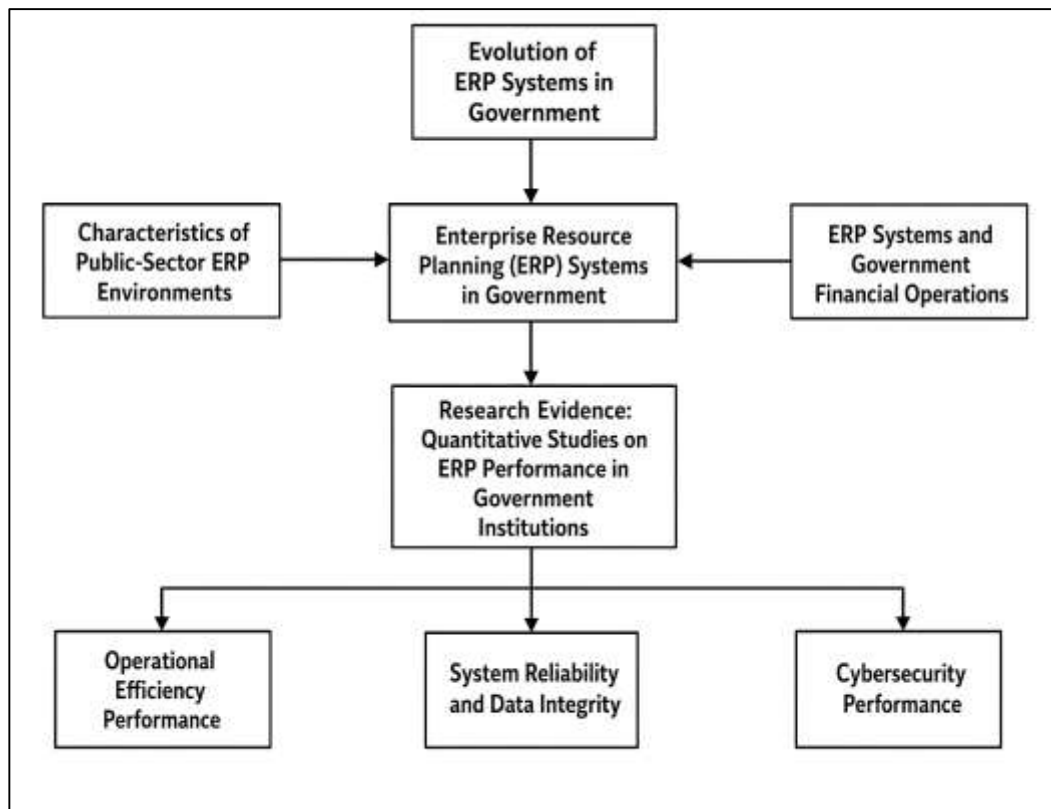 Evolution of
ERP Systems in
Government
Characteristics of
Public-Sector ERP
Environments
Enterprise Resource
Planning (ERP) Systems
in Government
ERP Systems and
Government
Financial Operations
Research Evidence:
Quantitative Studies on
ERP Performance in
Government
Institutions
Operational
Efficiency
Performance
System Reliability
and Data Integrity
Cybersecurity
Performance